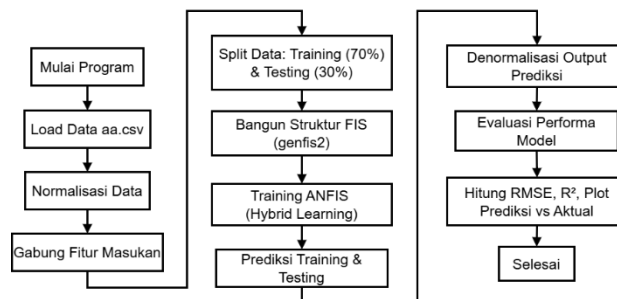 Mulai Program
Load Data aa.csv
Normalisasi Data
Gabung Fitur Masukan
Split Data: Training (70%)
& Testing (30%)
Bangun Struktur FIS
(genfis2)
Training ANFIS
(Hybrid Learning)
Prediksi Training &
Testing
Denormalisasi Output
Prediksi
Evaluasi Performa
Model
Hitung RMSE, R², Plot
Prediksi vs Aktual
Selesai